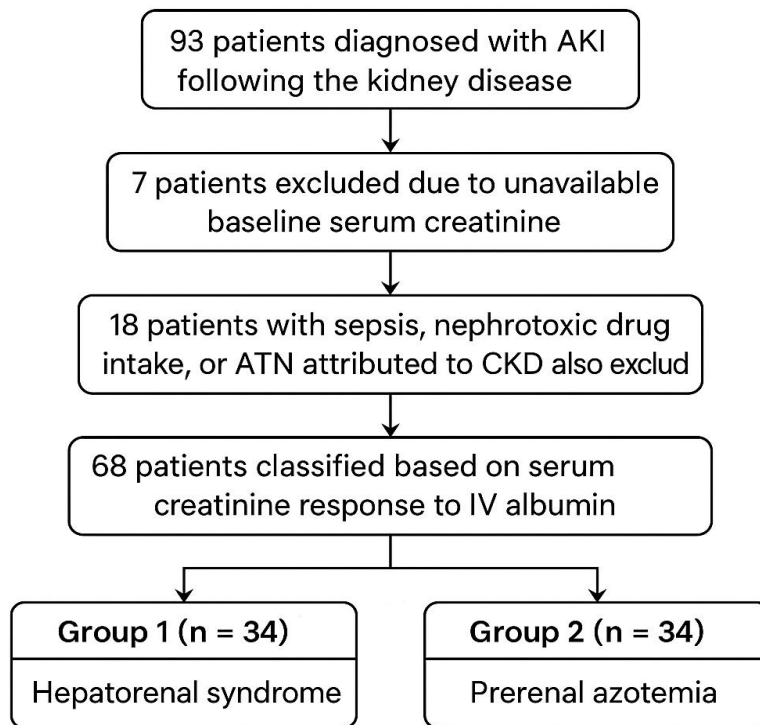 93 patients diagnosed with AKI
following the kidney disease
7 patients excluded due to unavailable
baseline serum creatinine
18 patients with sepsis, nephrotoxic drug
intake, or ATN attributed to CKD also exclud
68 patients classified based on serum
creatinine response to IV albumin
Group 1 (n = 34)
Hepatorenal syndrome
Group 2 (n = 34)
Prerenal azotemia